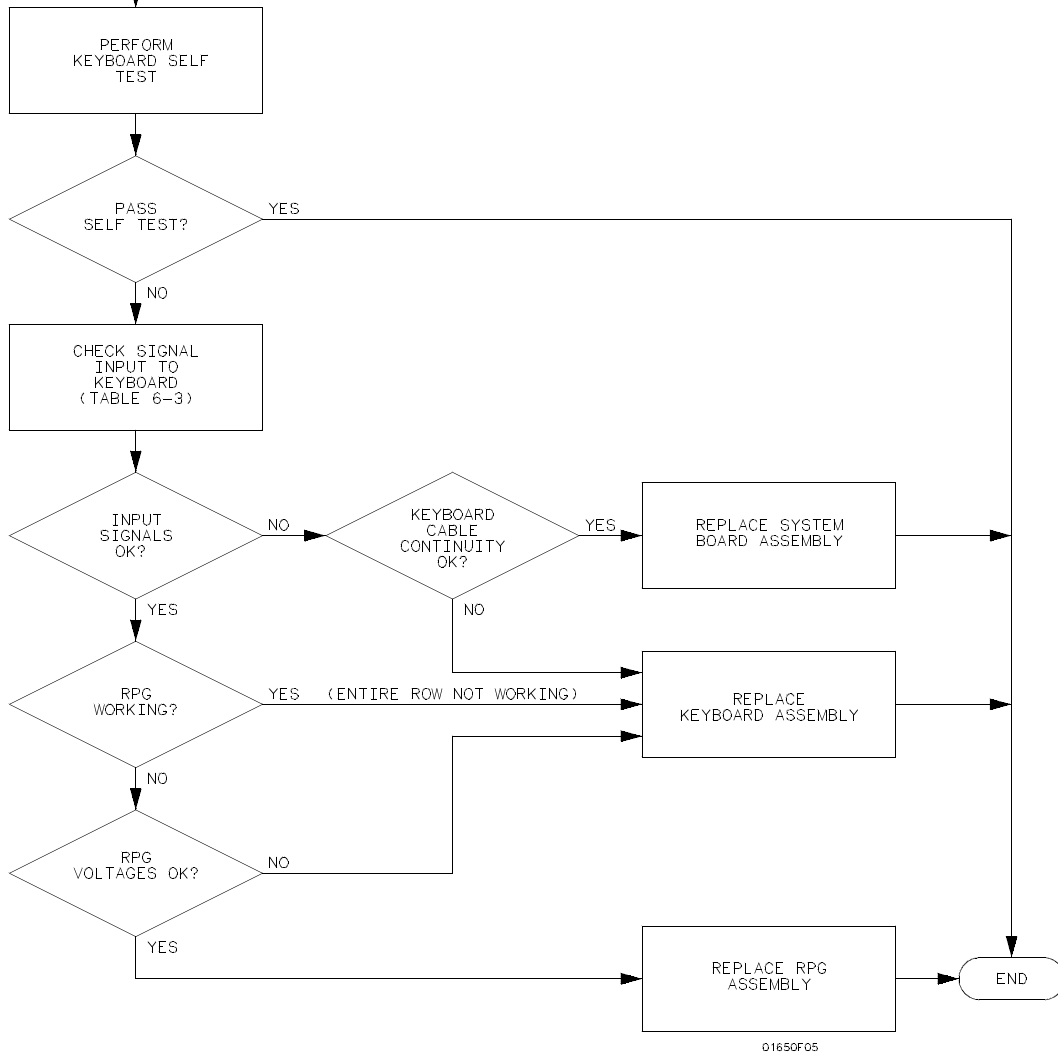 PERFORM
KEYBOARD SELF
TEST
PASS
SELF TEST?
YES
NO
CHECK SIGNAL
INPUT TO
KEYBOARD
(TABLE 6-3)
INPUT
SIGNALS
OK?
NO
YES
KEYBOARD
CABLE
CONTINUITY
OK?
YES
NO
REPLACE SYSTEM
BOARD ASSEMBLY
RPG
WORKING?
YES (ENTIRE ROW NOT WORKING)
NO
REPLACE
KEYBOARD ASSEMBLY
RPG
VOLTAGES OK?
NO
YES
REPLACE RPG
ASSEMBLY
END
01650F05